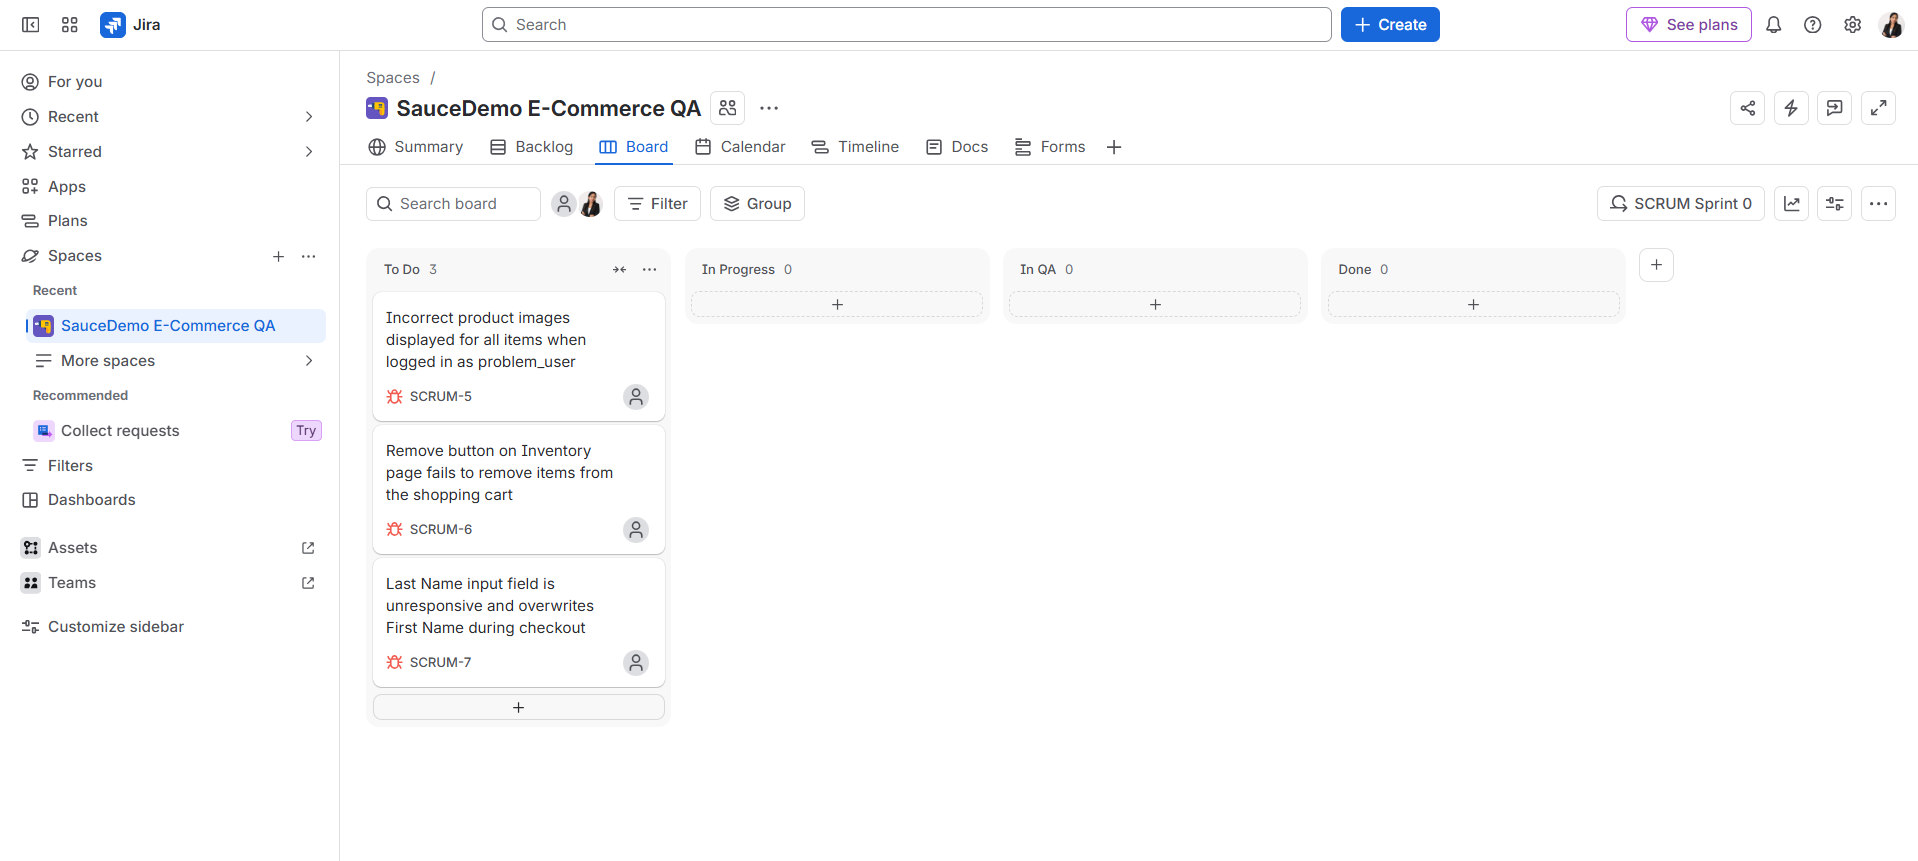 Jira
Search
Create
See plans
For you
Recent
Starred
Apps
Plans
Spaces
Recent
SauceDemo E-Commerce QA
More spaces
Recommended
Collect requests
Try
Filters
Dashboards
Assets
Teams
Customize sidebar
Spaces /
SauceDemo E-Commerce QA
Summary
Backlog
Board
Calendar
Timeline
Docs
Forms
Search board
Filter
Group
SCRUM Sprint 0
To Do 3
Incorrect product images
displayed for all items when
logged in as problem_user
SCRUM-5
Remove button on Inventory
page fails to remove items from
the shopping cart
SCRUM-6
Last Name input field is
unresponsive and overwrites
First Name during checkout
SCRUM-7
In Progress 0
In QA 0
Done 0